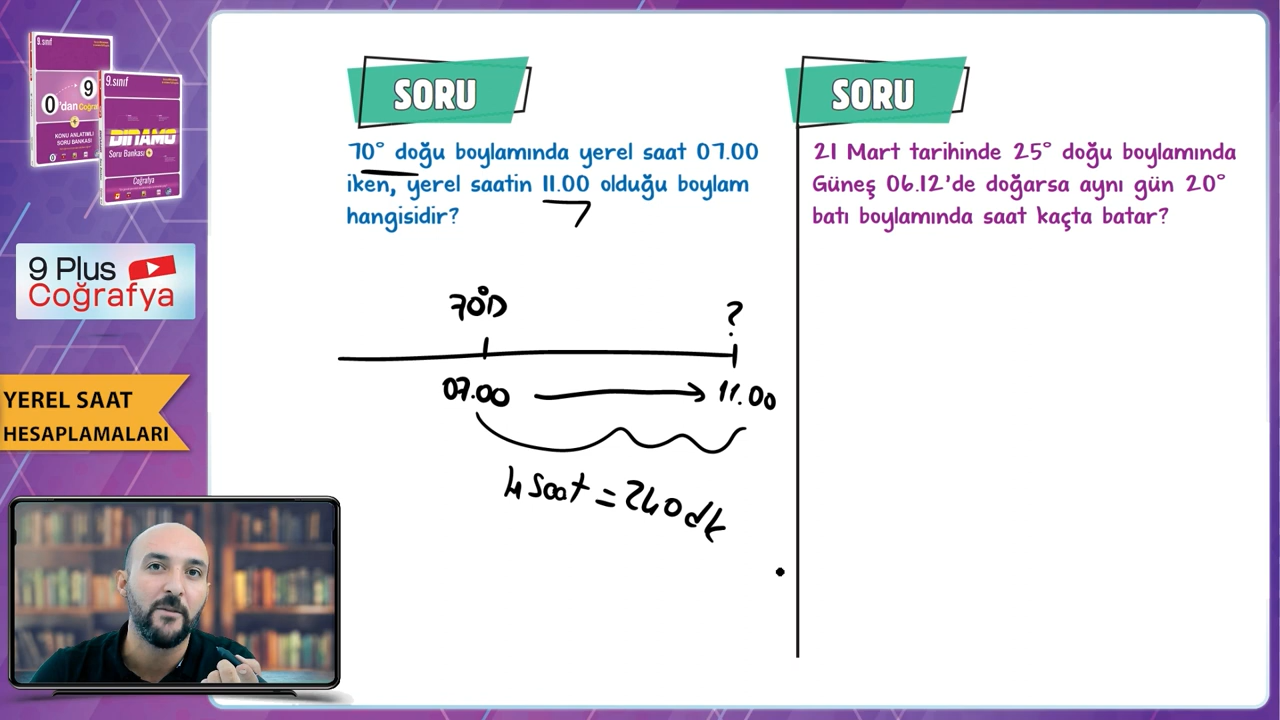 9.sınıf
0'dan 9
Coğrafya
KONU ANLATIMLI
SORU BANKASI
9.sınıf
DİNAMO
Soru Bankası
Coğrafya
9 Plus
Coğrafya
YEREL SAAT
HESAPLAMALARI
SORU
70° doğu boylamında yerel saat 07.00
iken, yerel saatin 11.00 olduğu boylam
hangisidir?
70°D
?
07.00
11.00
4 Saat = 240 dk
SORU
21 Mart tarihinde 25° doğu boylamında
Güneş 06.12'de doğarsa aynı gün 20°
batı boylamında saat kaçta batar?